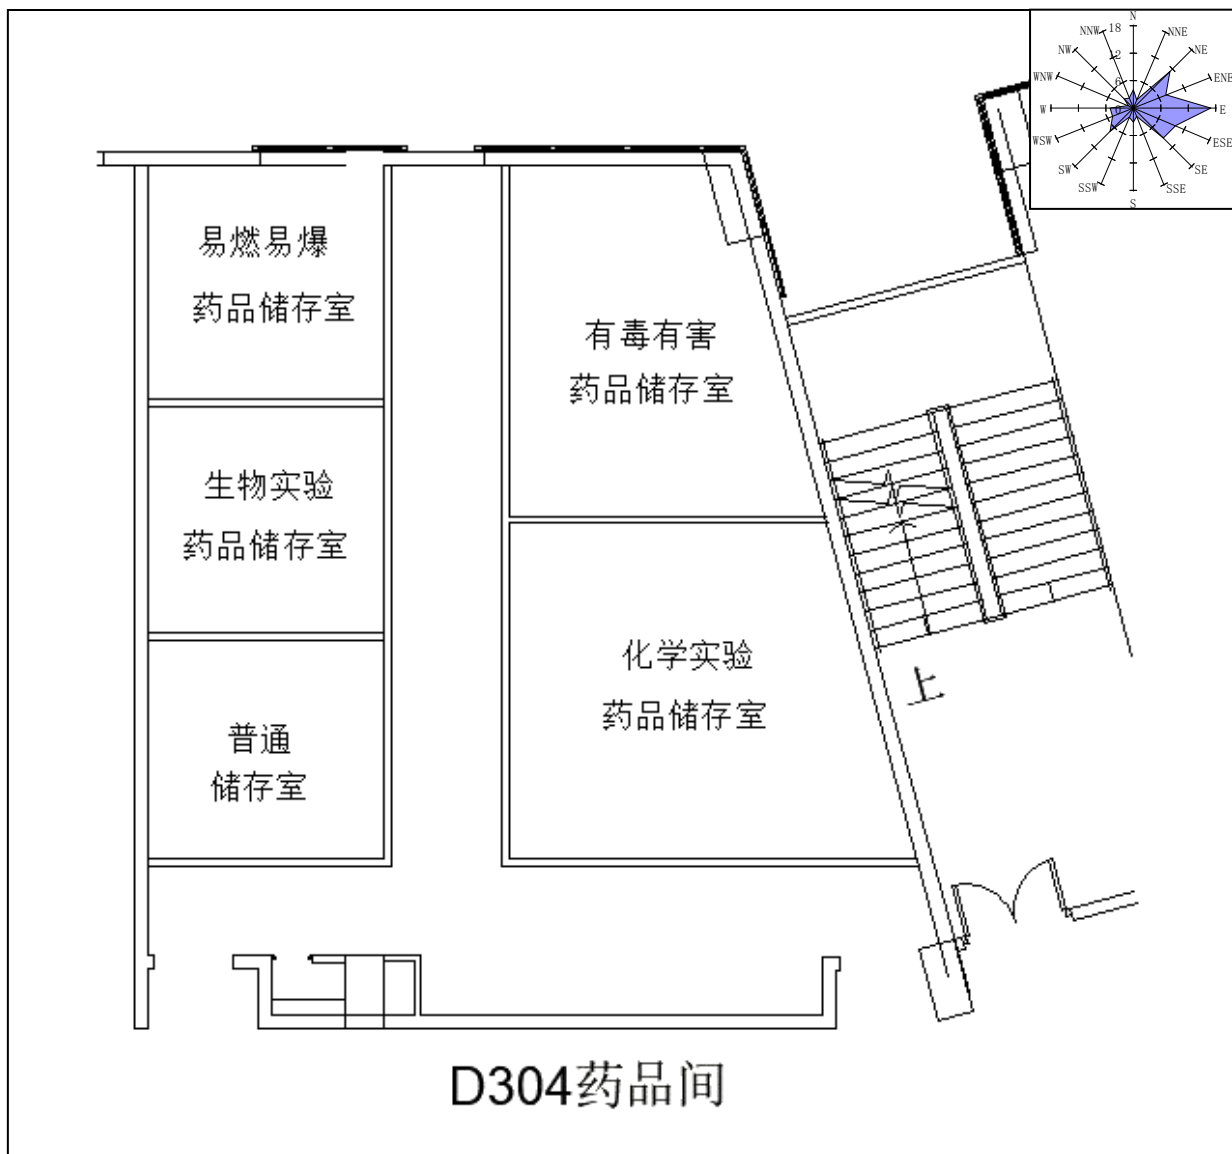 易燃易爆
药品储存室
生物实验
药品储存室
普通
储存室
有毒有害
药品储存室
化学实验
药品储存室
上
D304药品间
N
NNE
NE
ENE
E
ESE
SE
SSE
S
SSW
SW
WSW
W
WNW
NW
NNW
18
12
6
0